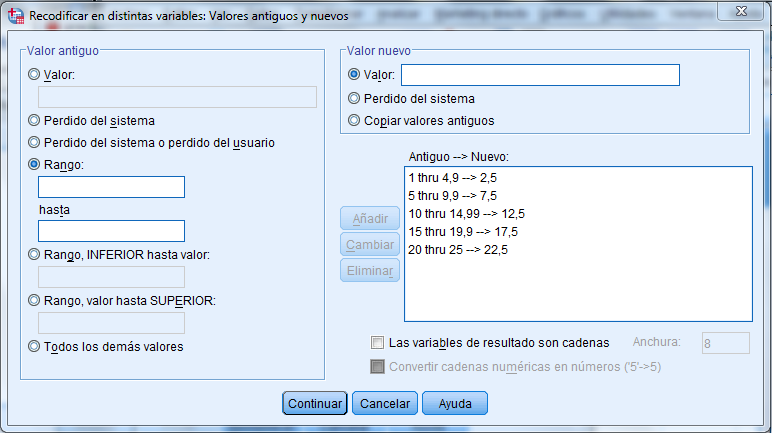 Recodificar en distintas variables: Valores antiguos y nuevos
Valor antiguo
Valor:
Perdido del sistema
Perdido del sistema o perdido del usuario
Rango:
hasta
Rango, INFERIOR hasta valor:
Rango, valor hasta SUPERIOR:
Todos los demás valores
Valor nuevo
Valor:
Perdido del sistema
Copiar valores antiguos
Antiguo --> Nuevo:
1 thru 4,9 --> 2,5
5 thru 9,9 --> 7,5
10 thru 14,99 --> 12,5
15 thru 19,9 --> 17,5
20 thru 25 --> 22,5
Añadir
Cambiar
Eliminar
Las variables de resultado son cadenas
Anchura: 8
Convertir cadenas numéricas en números ('5'->5)
Continuar
Cancelar
Ayuda